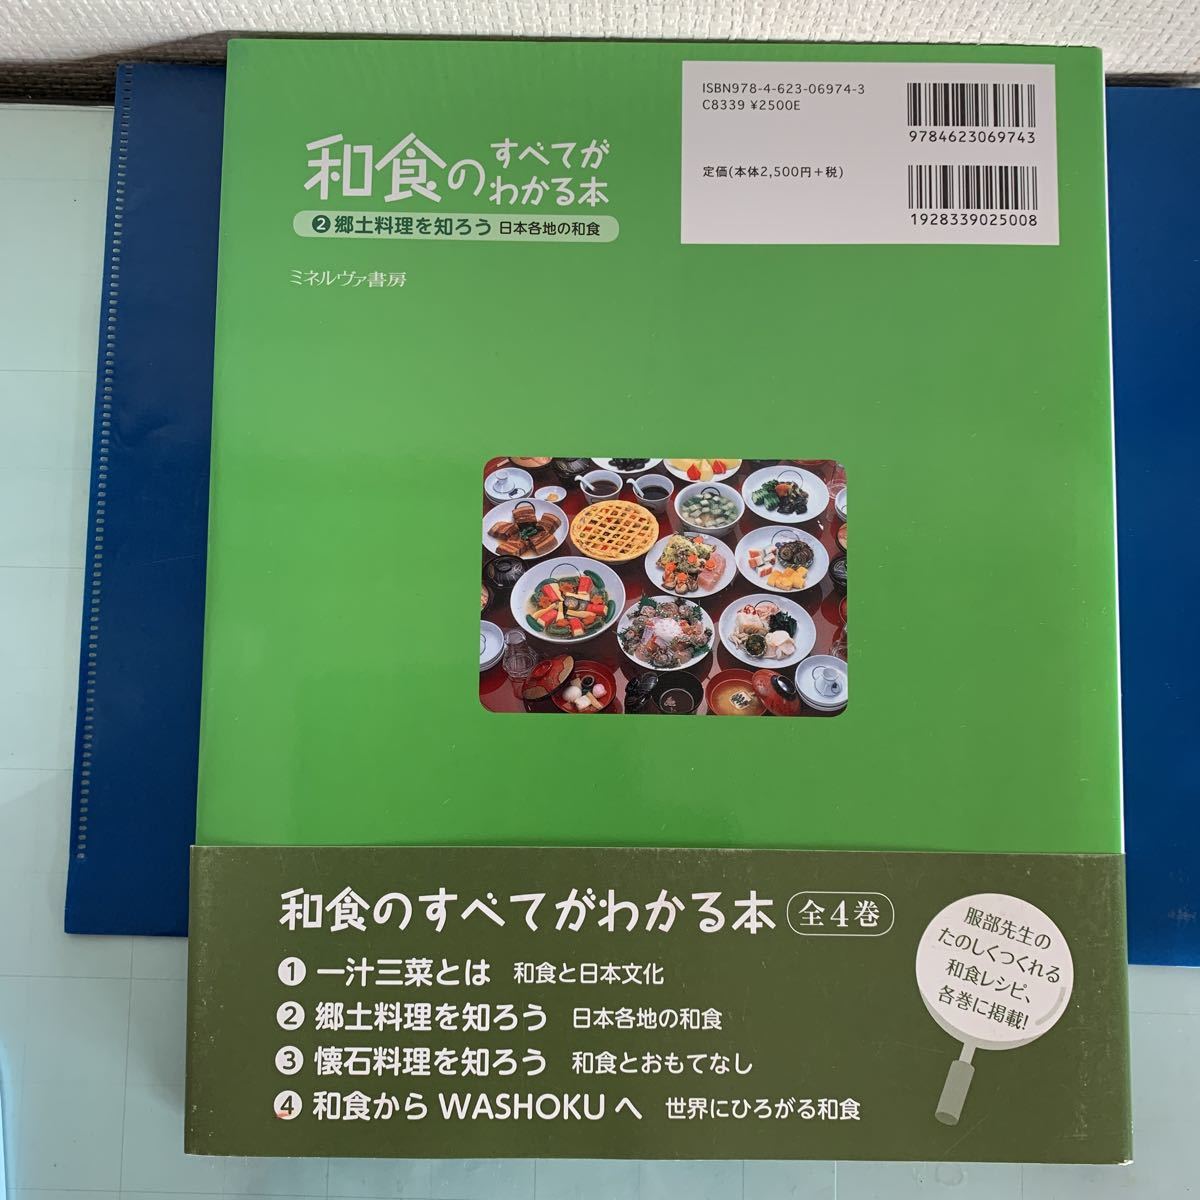 ISBN978-4-623-06974-3
C8339 ¥2500E
9784623069743
定価(本体2,500円+税)
1928339025008
和食のすべてがわかる本
❷ 郷土料理を知ろう 日本各地の和食
ミネルヴァ書房
和食のすべてがわかる本 全4巻
❶ 一汁三菜とは 和食と日本文化
❷ 郷土料理を知ろう 日本各地の和食
❸ 懐石料理を知ろう 和食とおもてなし
❹ 和食から WASHOKU へ 世界にひろがる和食
服部先生の
たのしくつくれる
和食レシピ、
各巻に掲載!